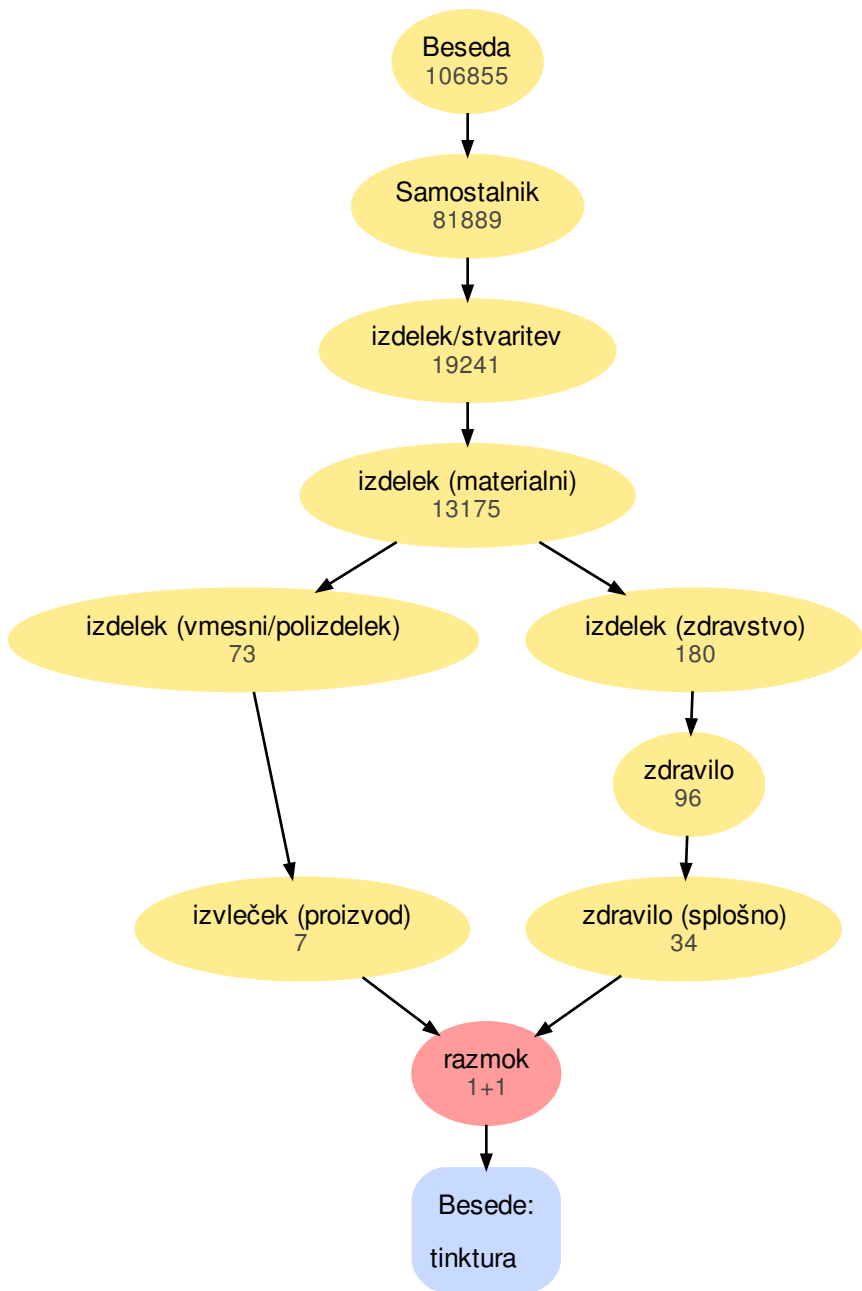 Beseda
106855
Samostalnik
81889
izdelek/stvaritev
19241
izdelek (materialni)
13175
izdelek (vmesni/polizdelek)
73
izdelek (zdravstvo)
180
zdravilo
96
izvleček (proizvod)
7
zdravilo (splošno)
34
razmok
1+1
Besede:
tinktura